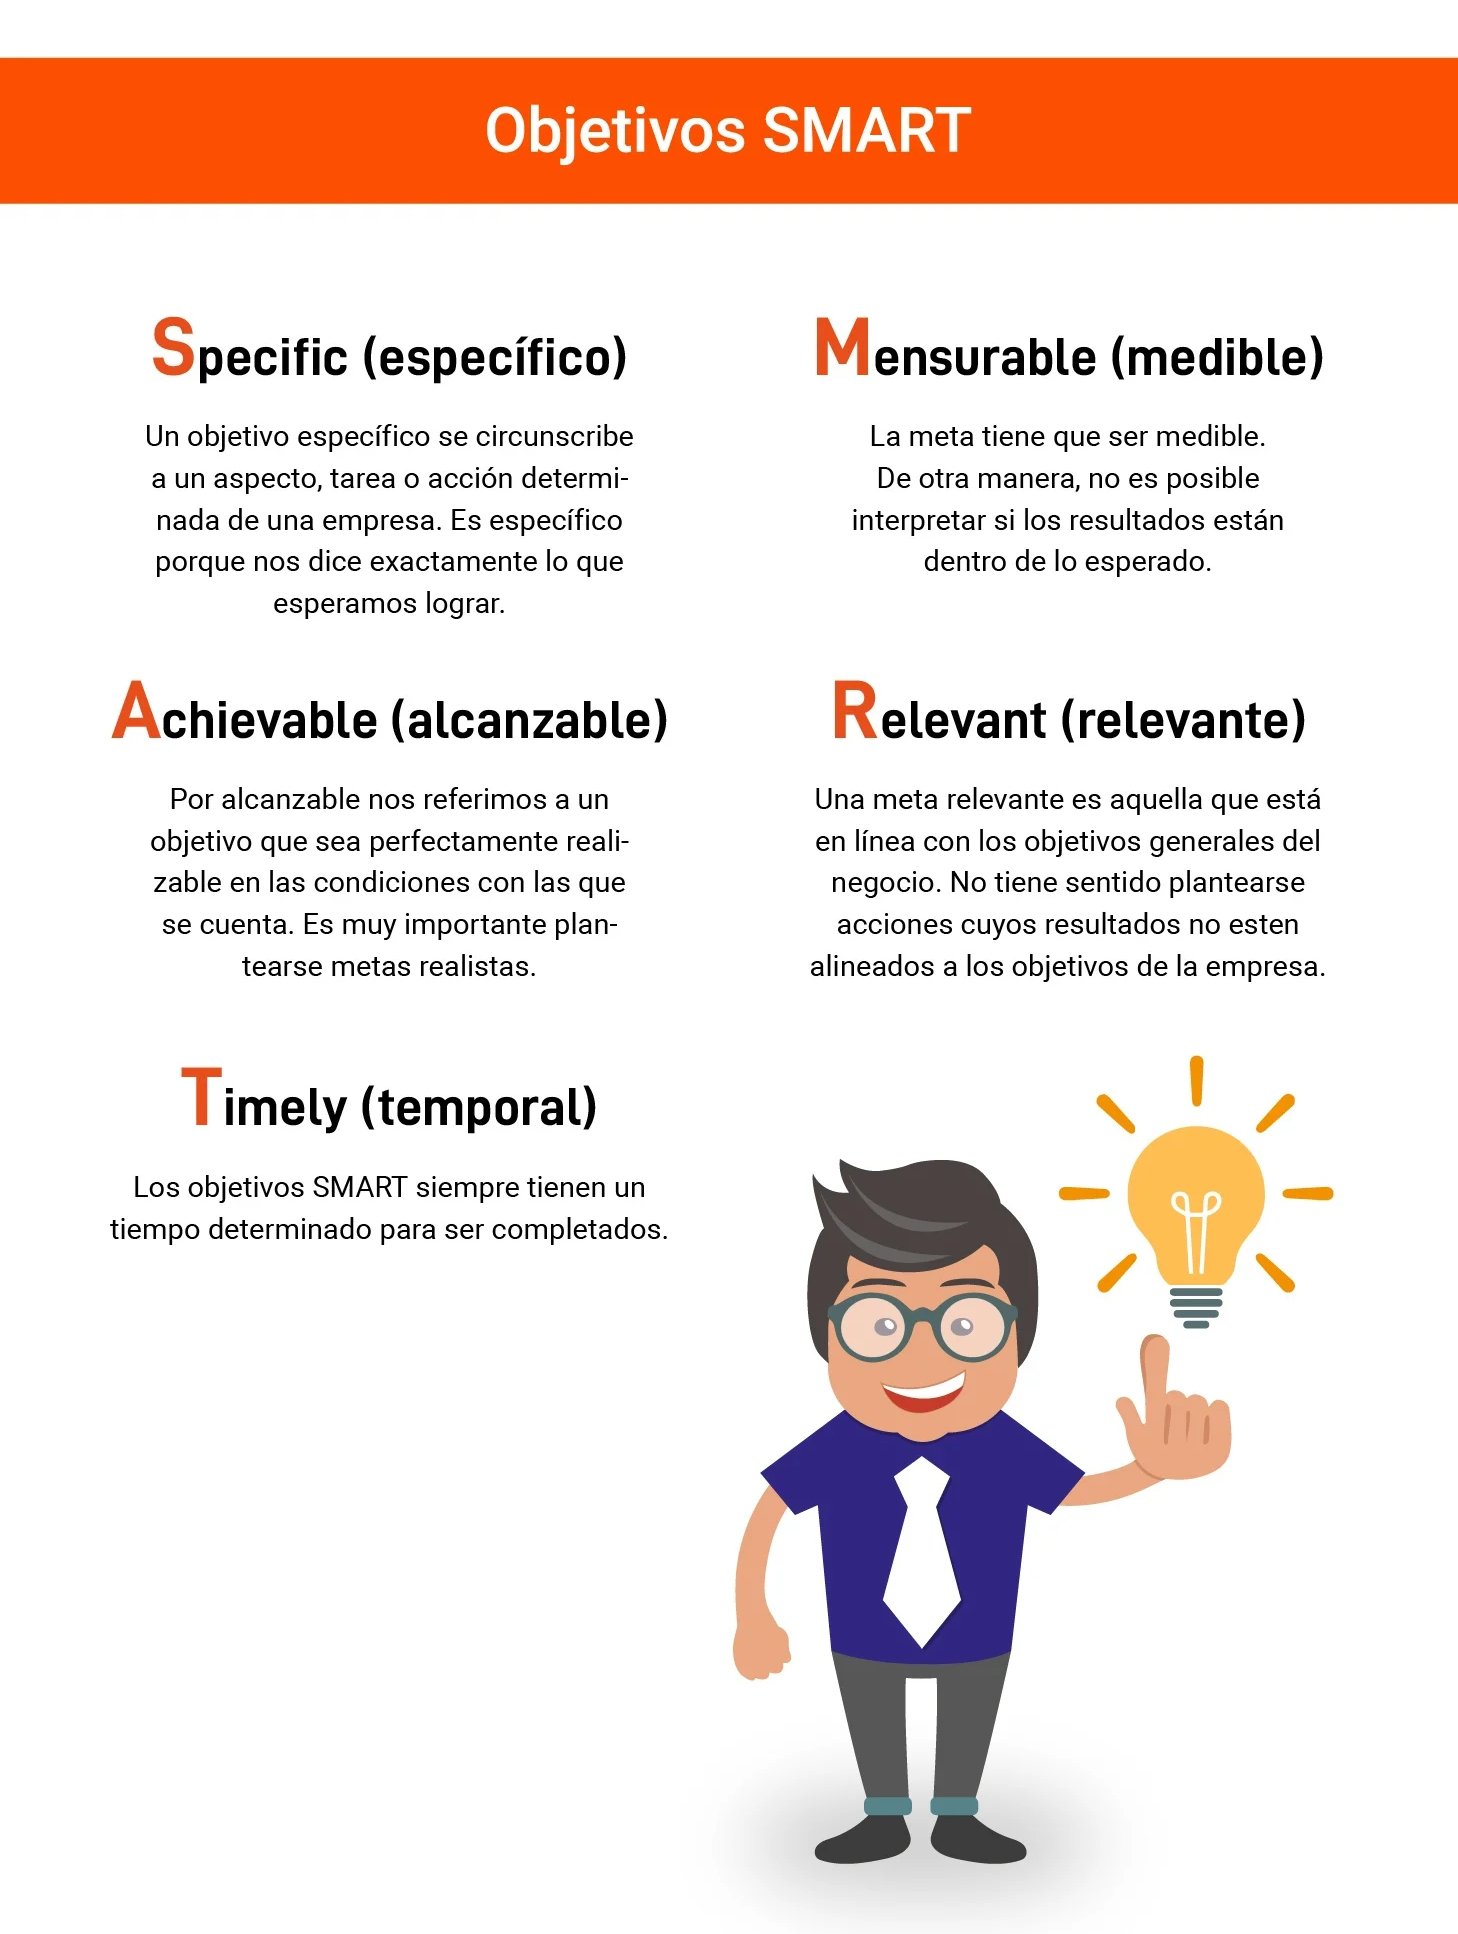 Objetivos SMART
Specific (específico)
Un objetivo específico se circunscribe
a un aspecto, tarea o acción determi-
nada de una empresa. Es específico
porque nos dice exactamente lo que
esperamos lograr.
Mensurable (medible)
La meta tiene que ser medible.
De otra manera, no es posible
interpretar si los resultados están
dentro de lo esperado.
Achievable (alcanzable)
Por alcanzable nos referimos a un
objetivo que sea perfectamente reali-
zable en las condiciones con las que
se cuenta. Es muy importante plan-
tearse metas realistas.
Relevant (relevante)
Una meta relevante es aquella que está
en línea con los objetivos generales del
negocio. No tiene sentido plantearse
acciones cuyos resultados no esten
alineados a los objetivos de la empresa.
Timely (temporal)
Los objetivos SMART siempre tienen un
tiempo determinado para ser completados.